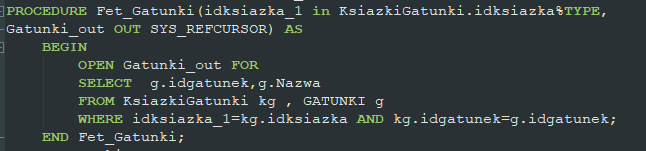 PROCEDURE Fet_Gatunki(idksiazka_1 in KsiazkiGatunki.idksiazka%TYPE,
Gatunki_out OUT SYS_REFCURSOR) AS
BEGIN
OPEN Gatunki_out FOR
SELECT  g.idgatunek,g.Nazwa
FROM KsiazkiGatunki kg , GATUNKI g
WHERE idksiazka_1=kg.idksiazka AND kg.idgatunek=g.idgatunek;
END Fet_Gatunki;